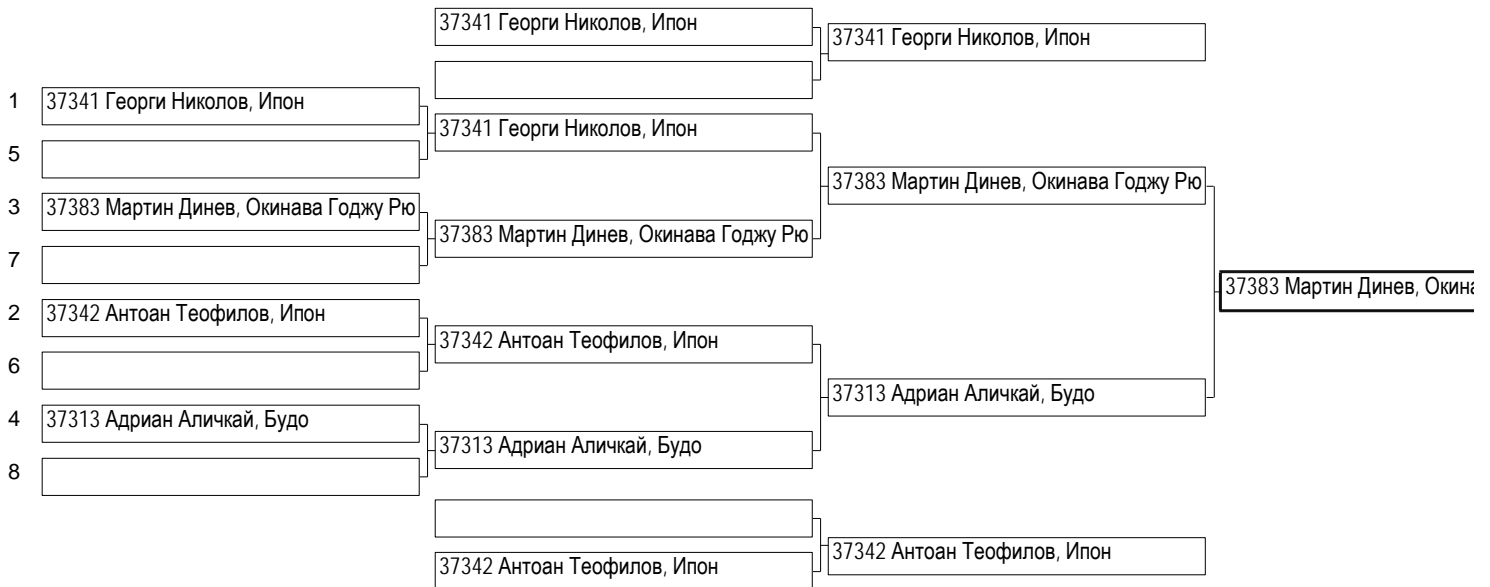 37341 Георги Николов, Ипон
37341 Георги Николов, Ипон
1 37341 Георги Николов, Ипон
37341 Георги Николов, Ипон
5
37383 Мартин Динев, Окинава Годжу Рю
3 37383 Мартин Динев, Окинава Годжу Рю
37383 Мартин Динев, Окинава Годжу Рю
7
37383 Мартин Динев, Окина
2 37342 Антоан Теофилов, Ипон
37342 Антоан Теофилов, Ипон
6
37313 Адриан Аличкай, Будо
4 37313 Адриан Аличкай, Будо
37313 Адриан Аличкай, Будо
8
37342 Антоан Теофилов, Ипон
37342 Антоан Теофилов, Ипон